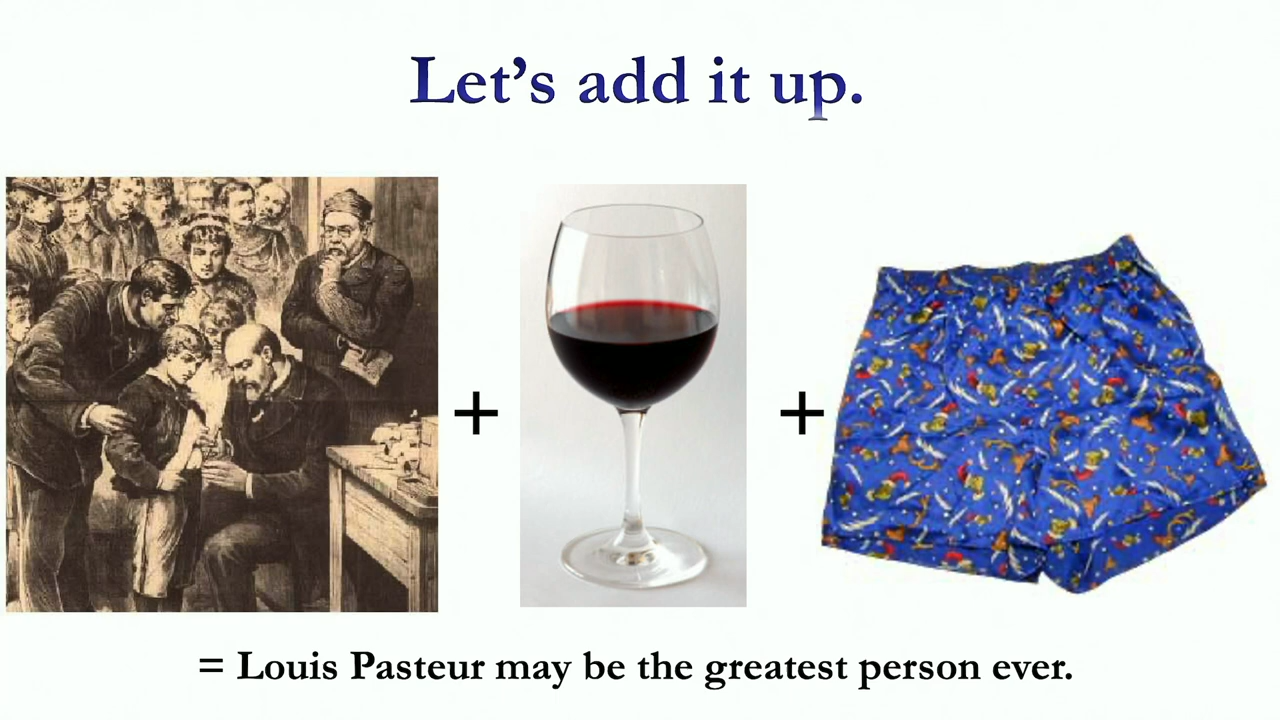 Let’s add it up.
+ +
= Louis Pasteur may be the greatest person ever.